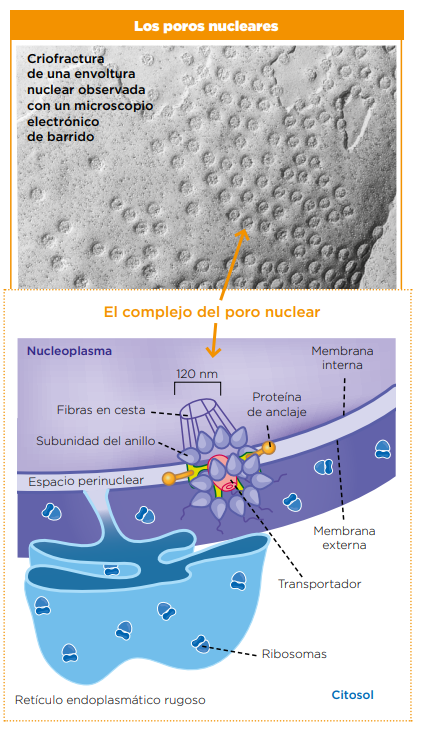 Los poros nucleares
Criofractura
de una envoltura
nuclear observada
con un microscopio
electrónico
de barrido
El complejo del poro nuclear
Nucleoplasma
Membrana
interna
120 nm
Proteína
de anclaje
Fibras en cesta
Subunidad del anillo
Espacio perinuclear
Membrana
externa
Transportador
Ribosomas
Retículo endoplasmático rugoso
Citosol